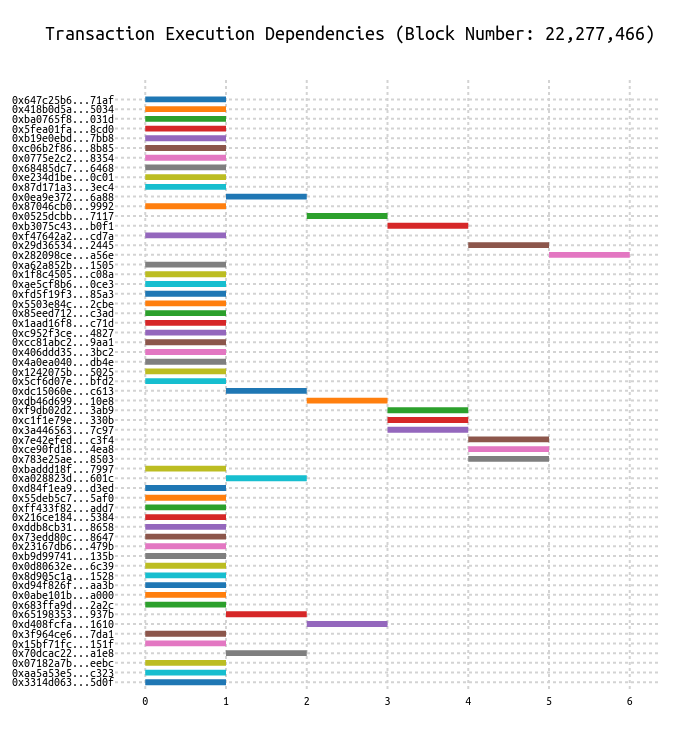 Transaction Execution Dependencies (Block Number: 22,277,466)
0x647c25b6...71af
0x418b0d5a...5034
0xba0765f8...031d
0x5fea01fa...8cd0
0xb19e0ebd...7bb8
0xc06b2f86...8b85
0x0775e2c2...8354
0x68485dc7...6468
0xe234d1be...0c01
0x87d171a3...3ec4
0x0ea9e372...6a88
0x87046cb0...9992
0x0525dcbb...7117
0xb3075c43...b0f1
0xf47642a2...cd7a
0x29d36534...2445
0x282098ce...a56e
0xa62a852b...1505
0x1f8c4505...c08a
0xae5cf8b6...0ce3
0xfd5f19f3...85a3
0x5503e84c...2cbe
0x85eed712...c3ad
0x1aad16f8...c71d
0xc952f3ce...4827
0xcc81abc2...9aa1
0x406ddd35...3bc2
0x4a0ea040...db4e
0x1242075b...5025
0x5cf6d07e...bfd2
0xdc15060e...c613
0xdb46d699...10e8
0xf9db02d2...3ab9
0xc1f1e79e...330b
0x3a446563...7c97
0x7e42efed...c3f4
0xce90fd18...4ea8
0x783e25ae...8503
0xbaddd18f...7997
0xa028823d...601c
0xd84f1ea9...d3ed
0x55deb5c7...5af0
0xff433f82...add7
0x216ce184...5384
0xddb8cb31...8658
0x73edd80c...8647
0x23167db6...479b
0xb9d99741...135b
0x0d80632e...6c39
0x8d905c1a...1528
0xd94f826f...aa3b
0x0abe101b...a000
0x683ffa9d...2a2c
0x65198353...937b
0xd408fcfa...1610
0x3f964ce6...7da1
0x15bf71fc...151f
0x70dcac22...a1e8
0x07182a7b...eebc
0xaa5a53e5...c323
0x3314d063...5d0f
0 1 2 3 4 5 6